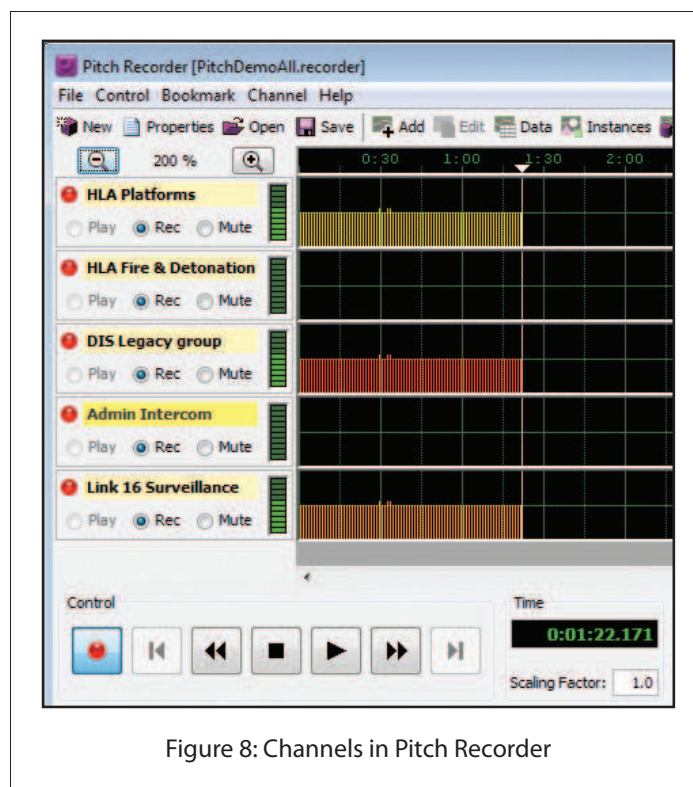 Pitch Recorder [PitchDemoAll.recorder]
File Control Bookmark Channel Help
New Properties Open Save Add Edit Data Instances
200 % 0:30 1:00 1:30 2:00
HLA Platforms
Play Rec Mute
HLA Fire & Detonation
Play Rec Mute
DIS Legacy group
Play Rec Mute
Admin Intercom
Play Rec Mute
Link 16 Surveillance
Play Rec Mute
Control Time
0:01:22.171
Scaling Factor: 1.0
Figure 8: Channels in Pitch Recorder